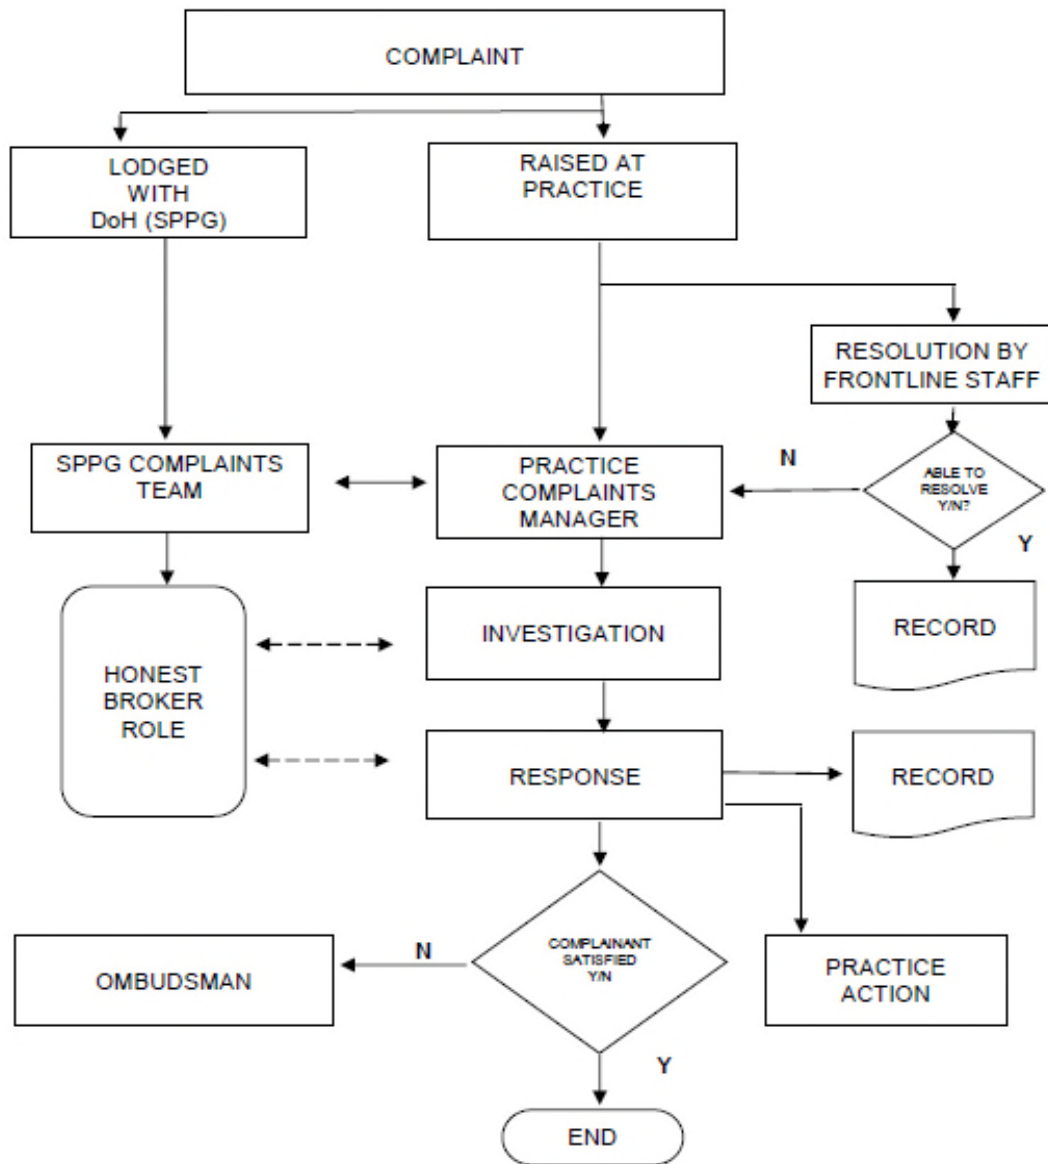 COMPLAINT
LODGED
WITH
DoH (SPPG)
RAISED AT
PRACTICE
RESOLUTION BY
FRONTLINE STAFF
SPPG COMPLAINTS
TEAM
PRACTICE
COMPLAINTS
MANAGER
N
ABLE TO
RESOLVE
Y/N?
Y
RECORD
INVESTIGATION
HONEST
BROKER
ROLE
RESPONSE
RECORD
OMBUDSMAN
N
COMPLAINANT
SATISFIED
Y/N
PRACTICE
ACTION
Y
END